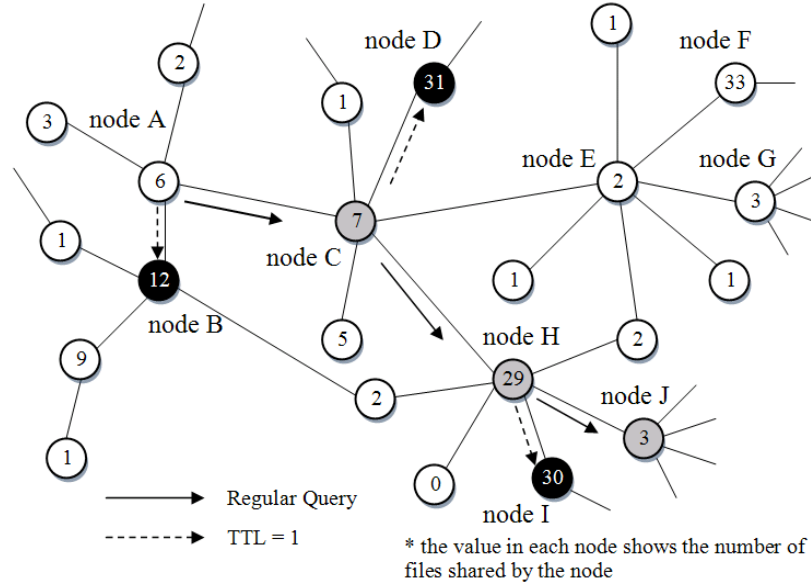 1
node D
node F
2
31
33
1
3
node A
node E
node G
6
2
3
7
1
node C
12
1
1
node B
5
node H
2
9
29
node J
2
3
1
0
30
Regular Query
node I
TTL = 1
* the value in each node shows the number of
files shared by the node